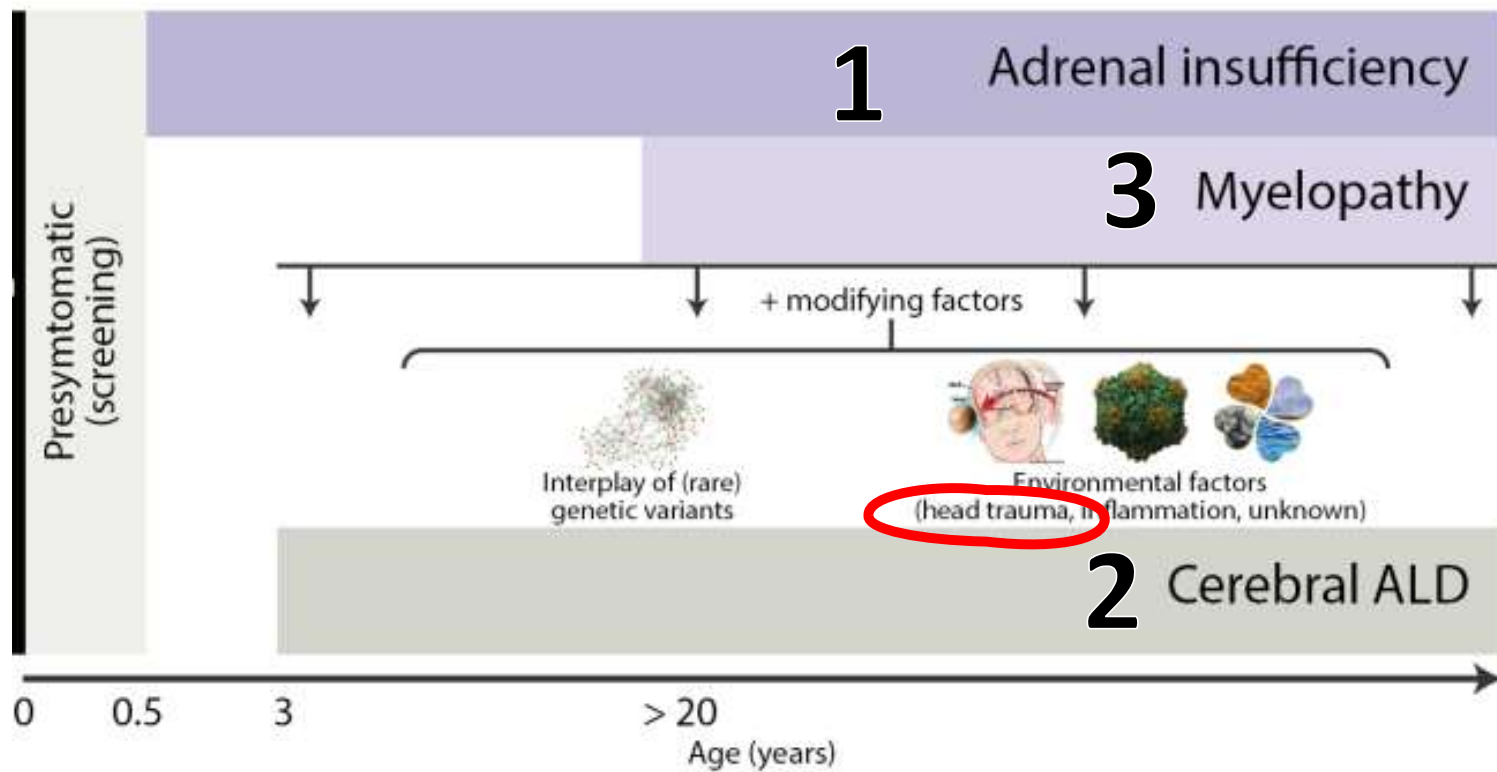 1 Adrenal insufficiency
3 Myelopathy
Presymtomatic
(screening)
+ modifying factors
Interplay of (rare)
genetic variants
Environmental factors
(head trauma, inflammation, unknown)
2 Cerebral ALD
0 0.5 3 > 20
Age (years)